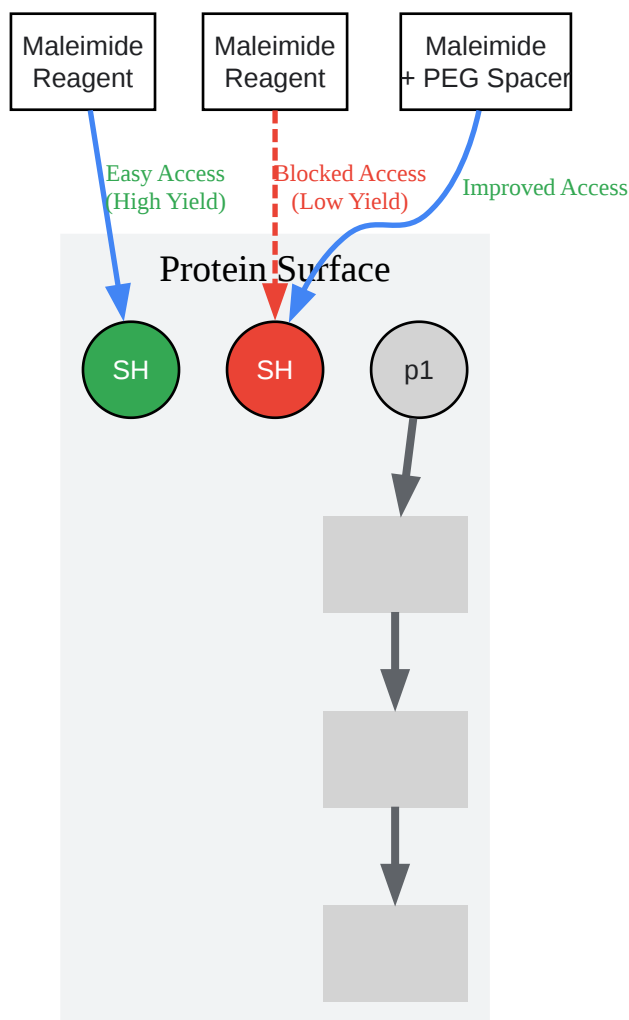 Maleimide
Reagent
Maleimide
Reagent
Maleimide
+ PEG Spacer
Easy Access
(High Yield)
Blocked Access
(Low Yield)
Improved Access
Protein Surface
SH
SH
p1